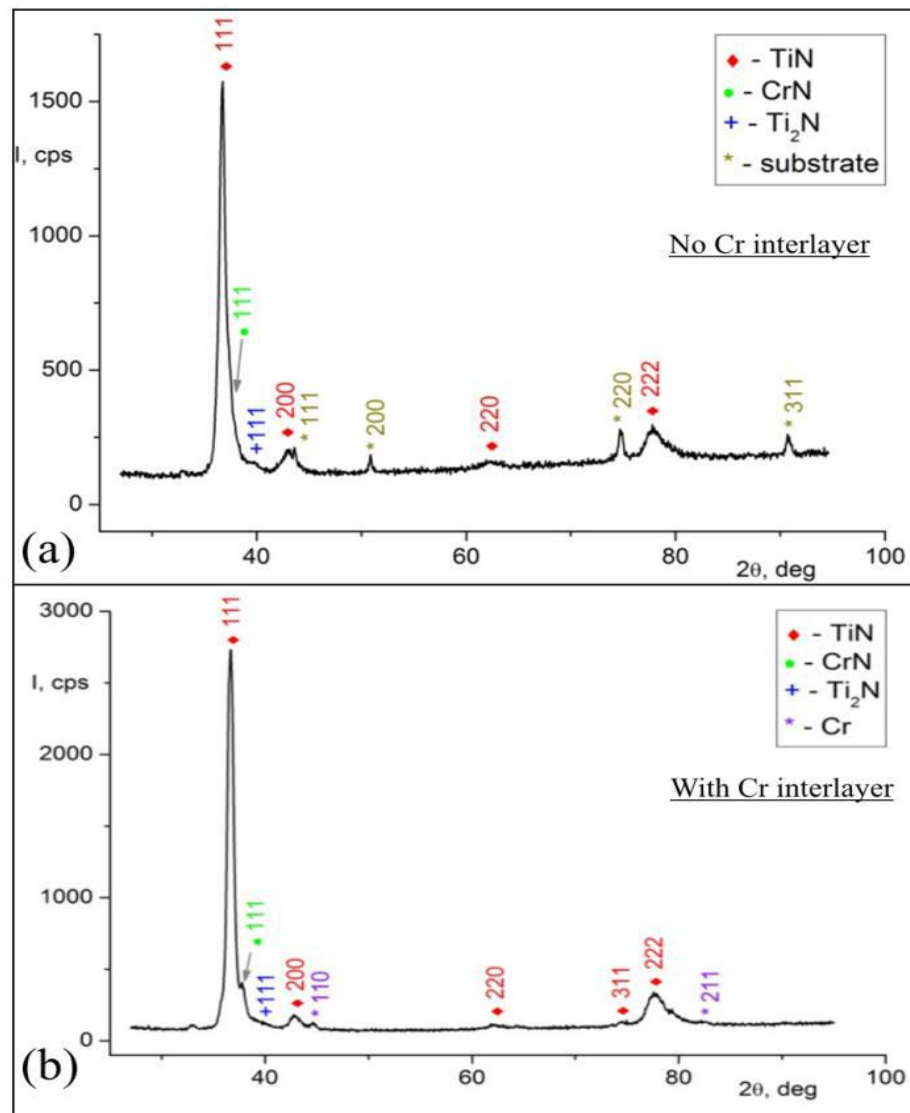 111
1500
I, cps
1000
500
0
111
+111
200
* 111
* 200
220
* 220
222
* 311
♦ - TiN
● - CrN
+ - Ti₂N
* - substrate
No Cr interlayer
40
60
80
100
2θ, deg
(a)
3000
I, cps
2000
1000
0
111
111
+111
200
* 110
220
311
222
* 211
♦ - TiN
● - CrN
+ - Ti₂N
* - Cr
With Cr interlayer
40
60
80
100
2θ, deg
(b)